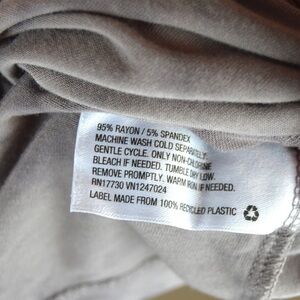 95% RAYON / 5% SPANDEX
MACHINE WASH COLD SEPARATELY.
GENTLE CYCLE. ONLY NON-CHLORINE
BLEACH IF NEEDED. TUMBLE DRY LOW.
REMOVE PROMPTLY. WARM IRON IF NEEDED.
RN17730 VN1247024
LABEL MADE FROM 100% RECYCLED PLASTIC